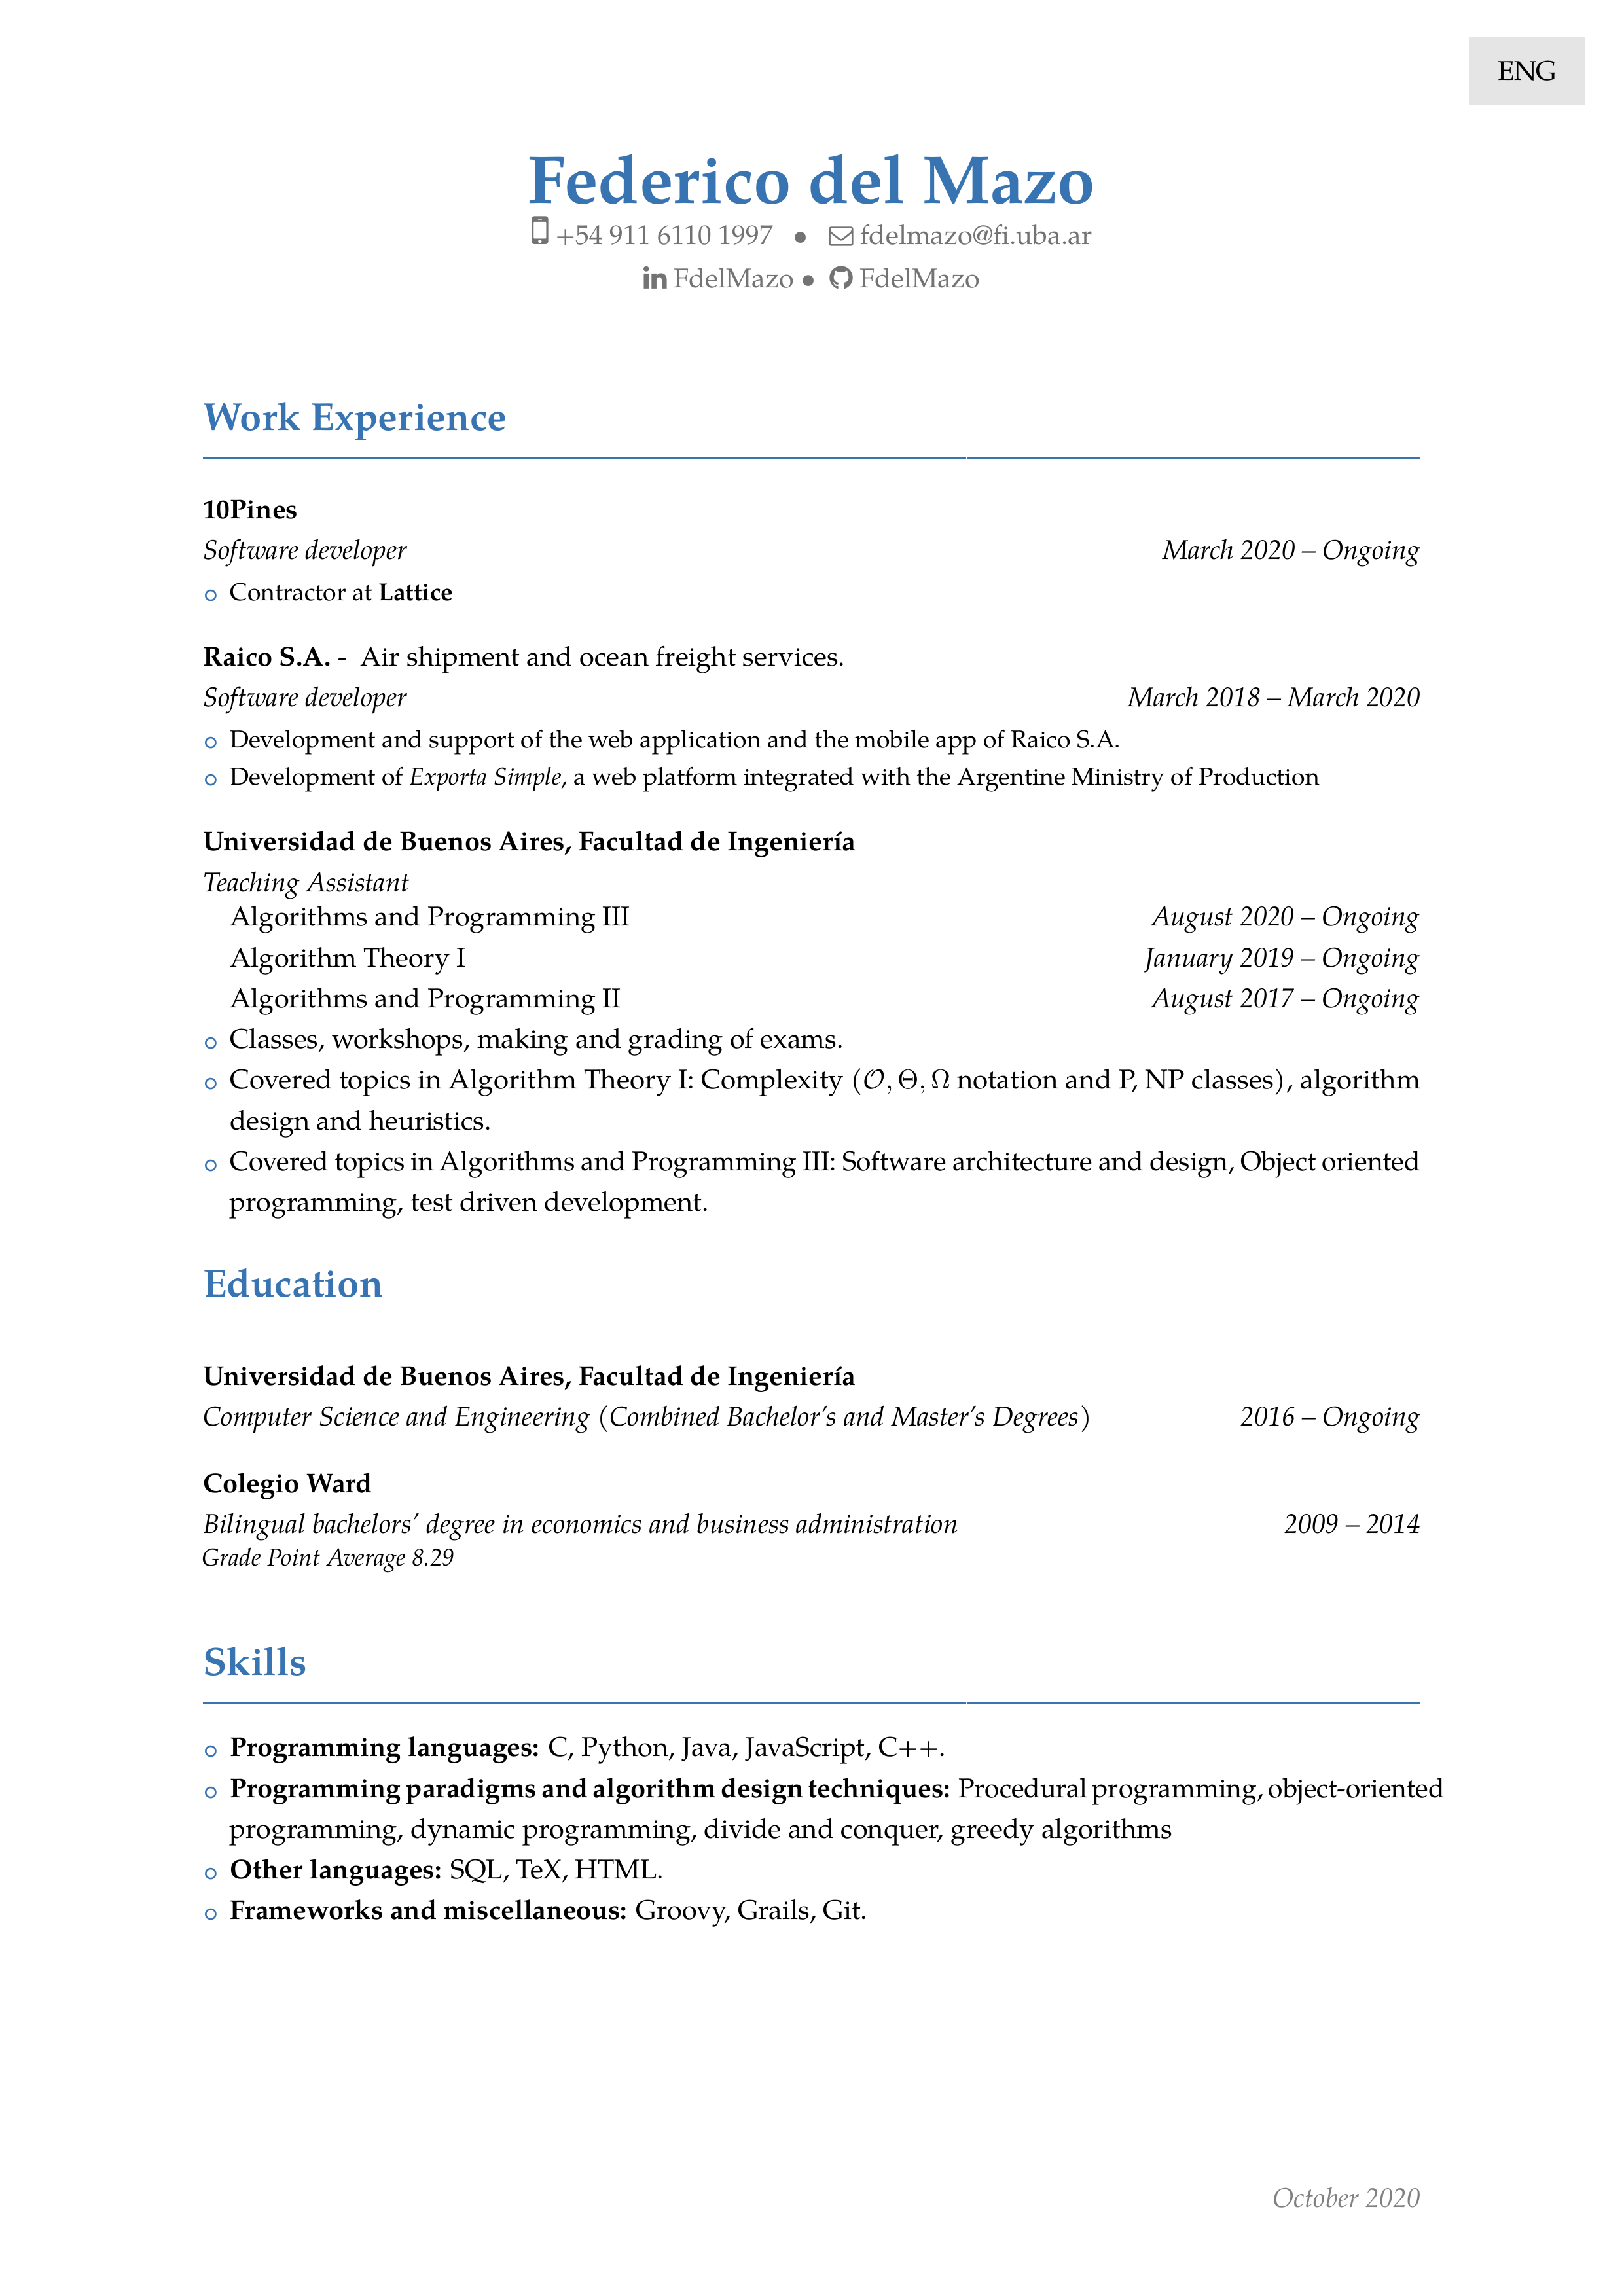 ENG
Federico del Mazo
+54 911 6110 1997 • fdelmazo@fi.uba.ar
FdelMazo • FdelMazo
Work Experience
10Pines
Software developer March 2020 – Ongoing
Contractor at Lattice
Raico S.A. - Air shipment and ocean freight services.
Software developer March 2018 – March 2020
Development and support of the web application and the mobile app of Raico S.A.
Development of Exporta Simple, a web platform integrated with the Argentine Ministry of Production
Universidad de Buenos Aires, Facultad de Ingeniería
Teaching Assistant
Algorithms and Programming III August 2020 – Ongoing
Algorithm Theory I January 2019 – Ongoing
Algorithms and Programming II August 2017 – Ongoing
Classes, workshops, making and grading of exams.
Covered topics in Algorithm Theory I: Complexity (𝒪, Θ, Ω notation and P, NP classes), algorithm
design and heuristics.
Covered topics in Algorithms and Programming III: Software architecture and design, Object oriented
programming, test driven development.
Education
Universidad de Buenos Aires, Facultad de Ingeniería
Computer Science and Engineering (Combined Bachelor's and Master's Degrees) 2016 – Ongoing
Colegio Ward
Bilingual bachelors' degree in economics and business administration 2009 – 2014
Grade Point Average 8.29
Skills
Programming languages: C, Python, Java, JavaScript, C++.
Programming paradigms and algorithm design techniques: Procedural programming, object-oriented
programming, dynamic programming, divide and conquer, greedy algorithms
Other languages: SQL, TeX, HTML.
Frameworks and miscellaneous: Groovy, Grails, Git.
October 2020